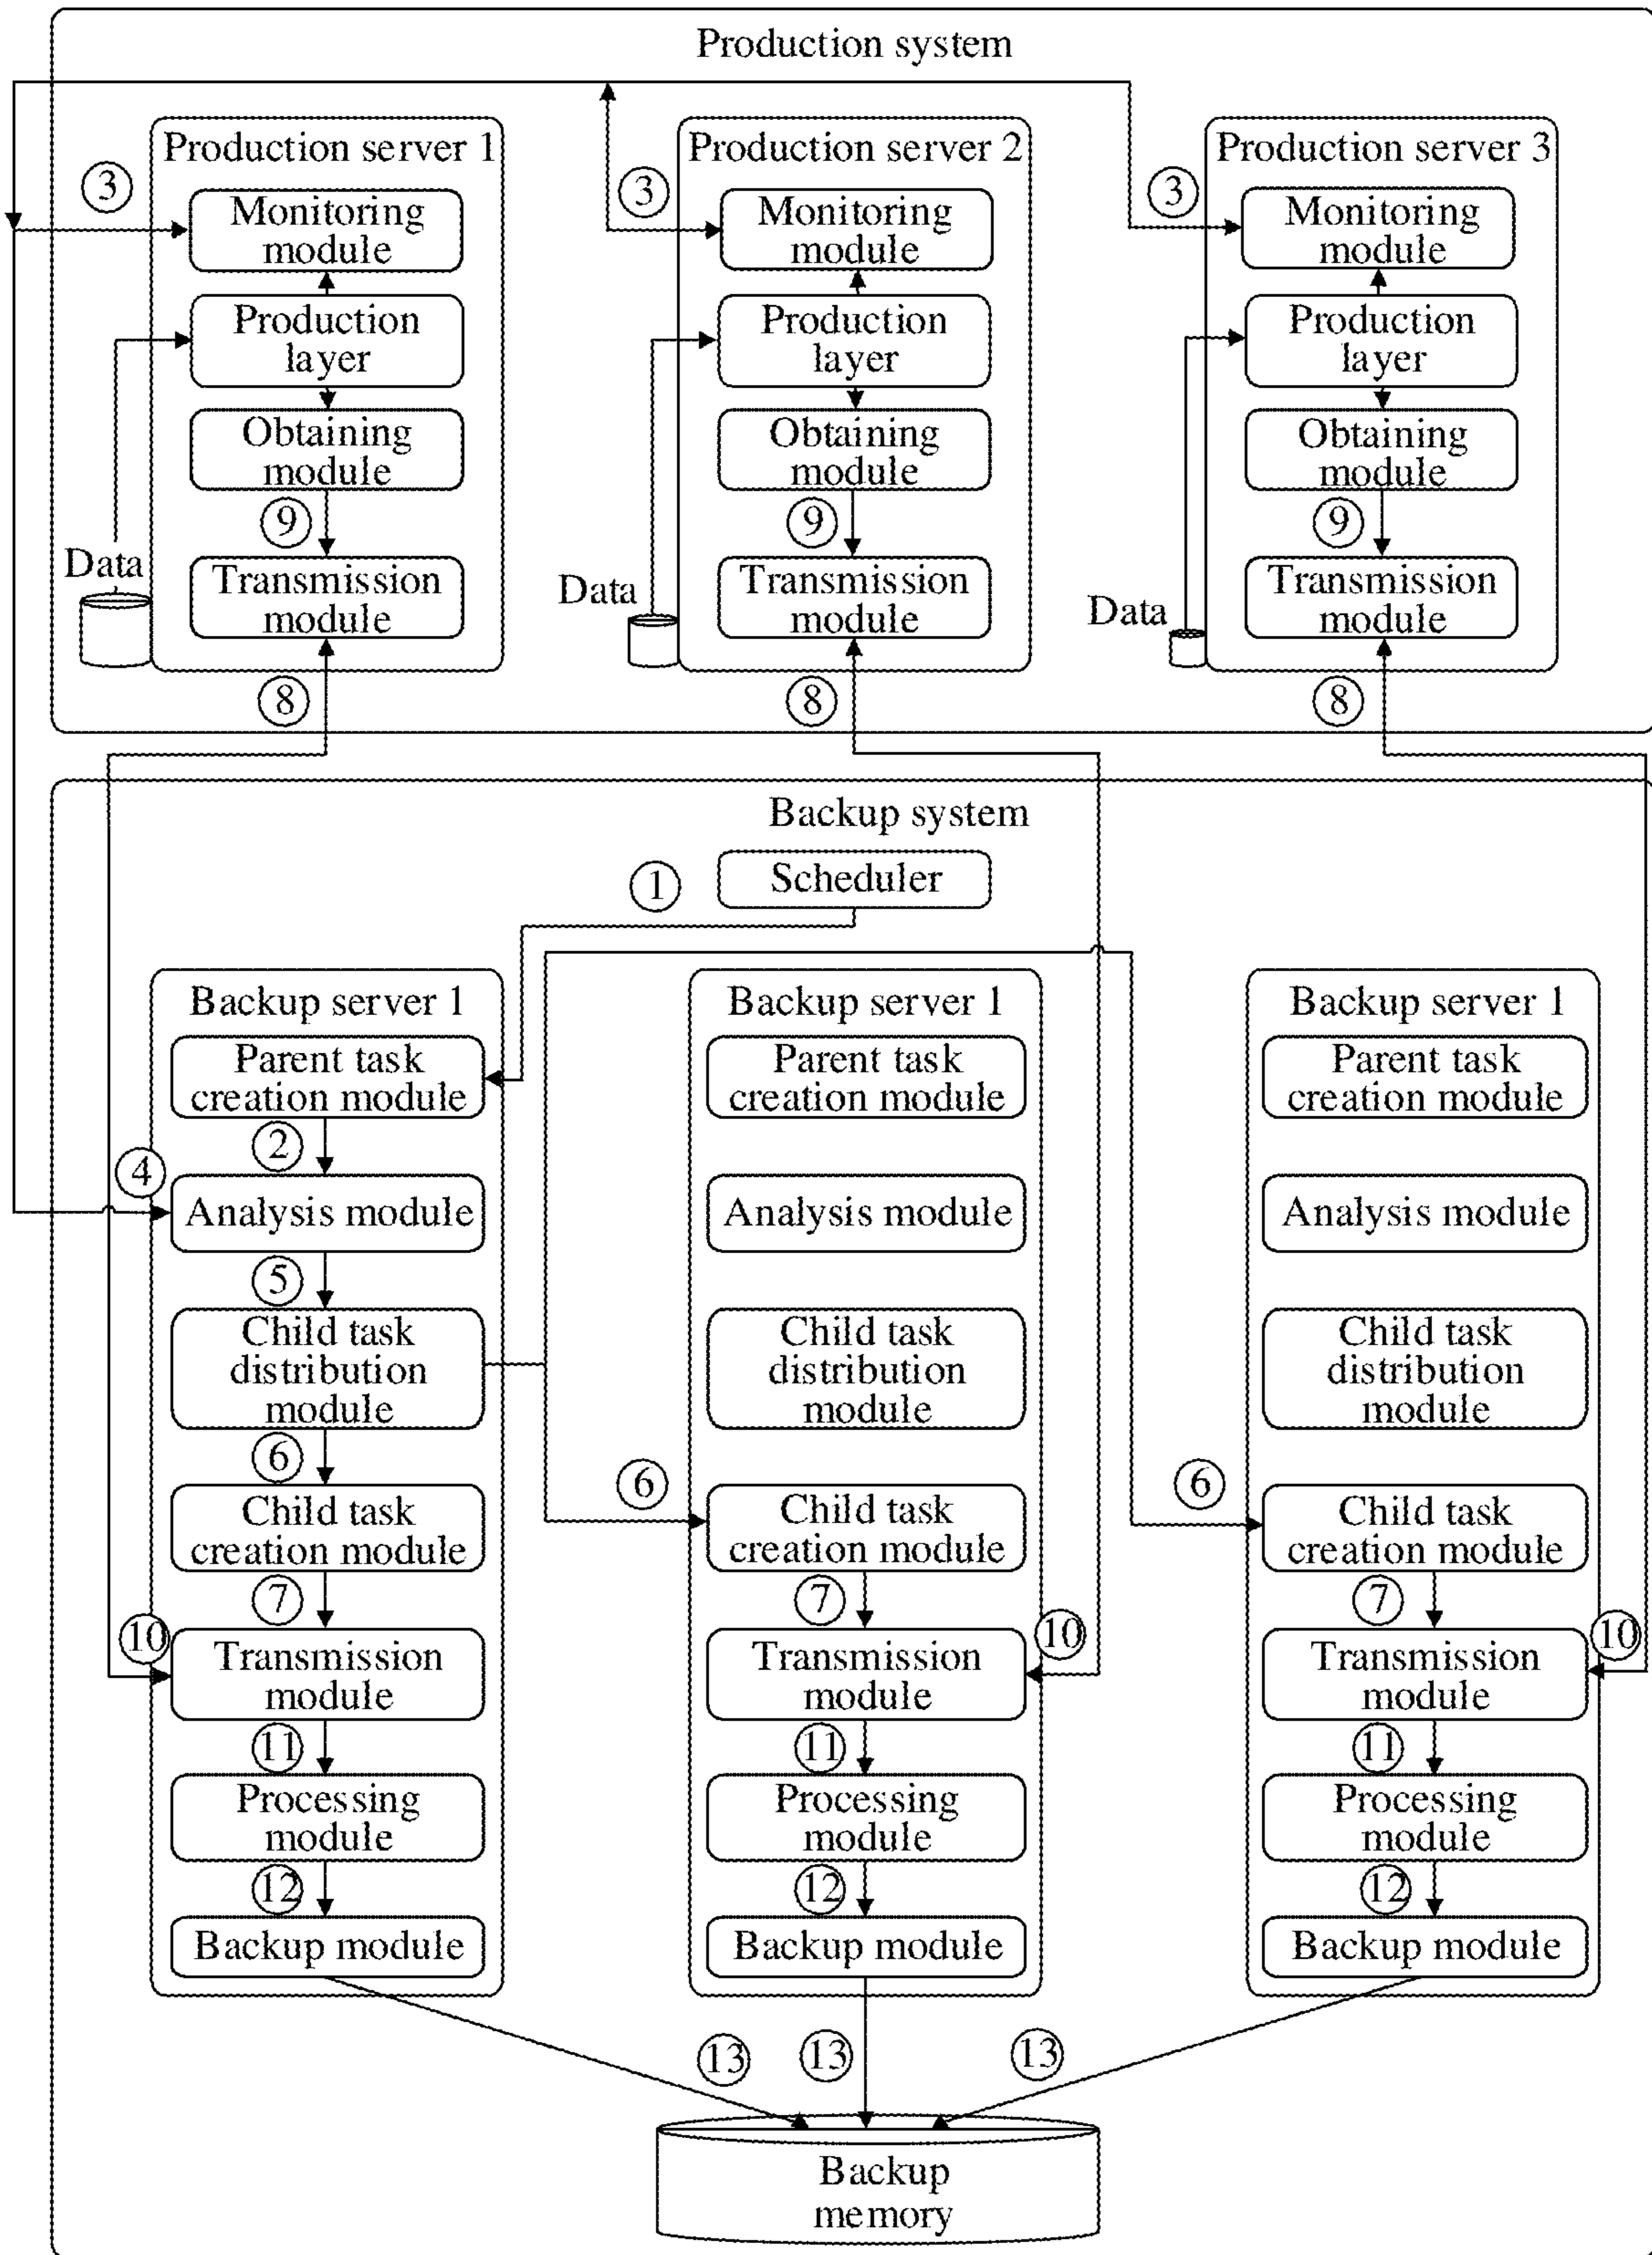 Production system
Production server 1
Production server 2
Production server 3
3
3
3
Monitoring
module
Monitoring
module
Monitoring
module
Production
layer
Production
layer
Production
layer
Obtaining
module
Obtaining
module
Obtaining
module
9
9
9
Data
Data
Data
Transmission
module
Transmission
module
Transmission
module
8
8
8
Backup system
1
Scheduler
Backup server 1
Backup server 1
Backup server 1
Parent task
creation module
Parent task
creation module
Parent task
creation module
2
4
Analysis module
Analysis module
Analysis module
5
Child task
distribution
module
Child task
distribution
module
Child task
distribution
module
6
6
6
Child task
creation module
Child task
creation module
Child task
creation module
7
7
7
10
10
10
Transmission
module
Transmission
module
Transmission
module
11
11
11
Processing
module
Processing
module
Processing
module
12
12
12
Backup module
Backup module
Backup module
13
13
13
Backup
memory